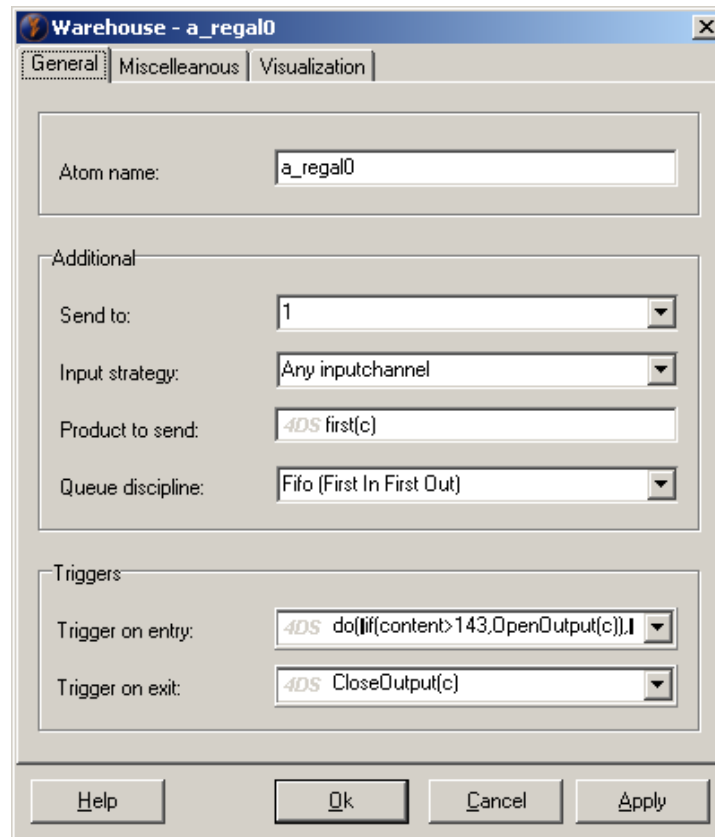 Warehouse - a_regal0
General Miscelleanous Visualization
Atom name: a_regal0
Additional
Send to: 1
Input strategy: Any inputchannel
Product to send: 4DS first(c)
Queue discipline: Fifo (First In First Out)
Triggers
Trigger on entry: 4DS do(|if(content>143,OpenOutput(c)),|
Trigger on exit: 4DS CloseOutput(c)
Help Ok Cancel Apply